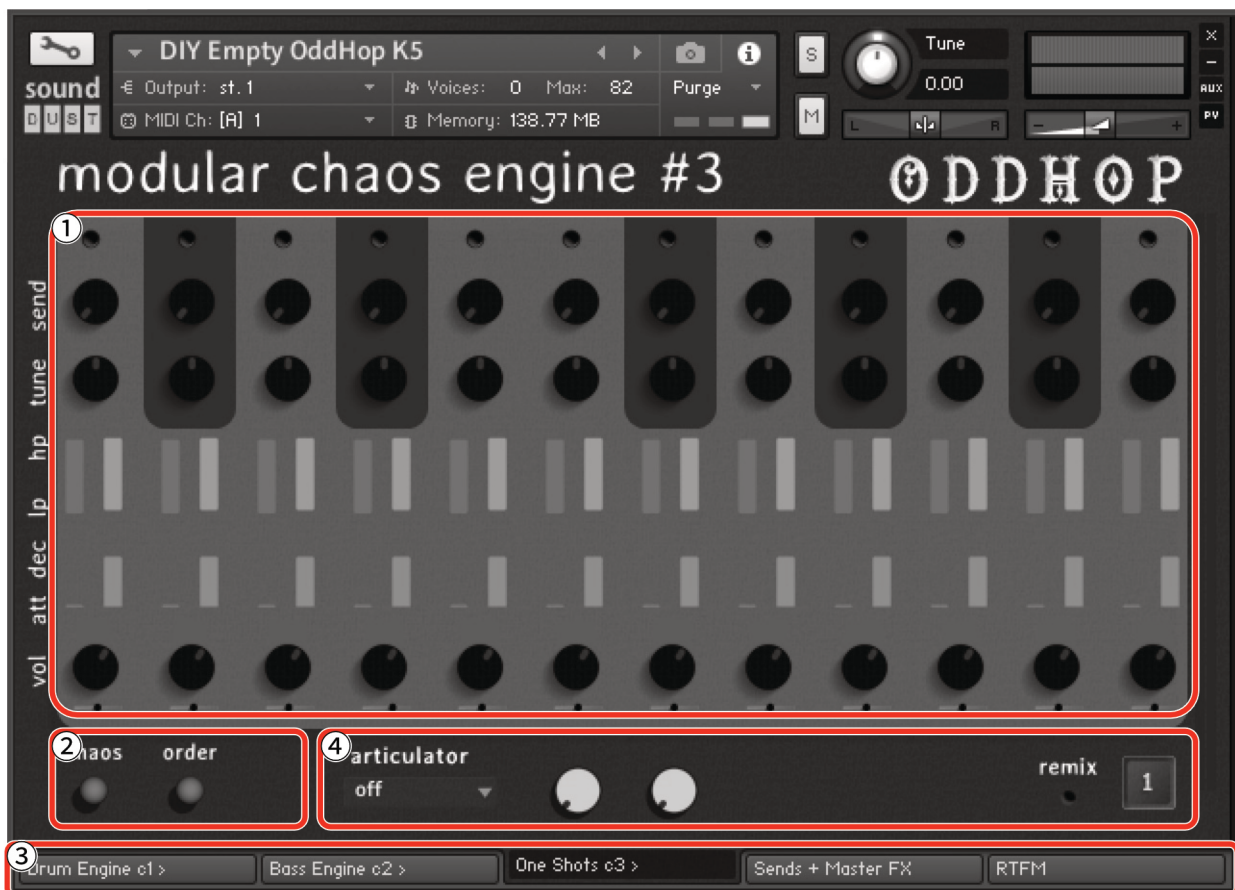 DIY Empty OddHop K5
sound
DUST
Output: st. 1
Voices: 0 Max: 82
Purge
MIDI Ch: [A] 1
Memory: 138.77 MB
S
M
Tune
0.00
L
R
-
+
×
-
AUX
PV
modular chaos engine #3
ODDHOP
1
send
tune
hp
lp
dec
att
vol
2
chaos order
4
articulator
off
remix
1
3
Drum Engine c1 >
Bass Engine c2 >
One Shots c3 >
Sends + Master FX
RTFM